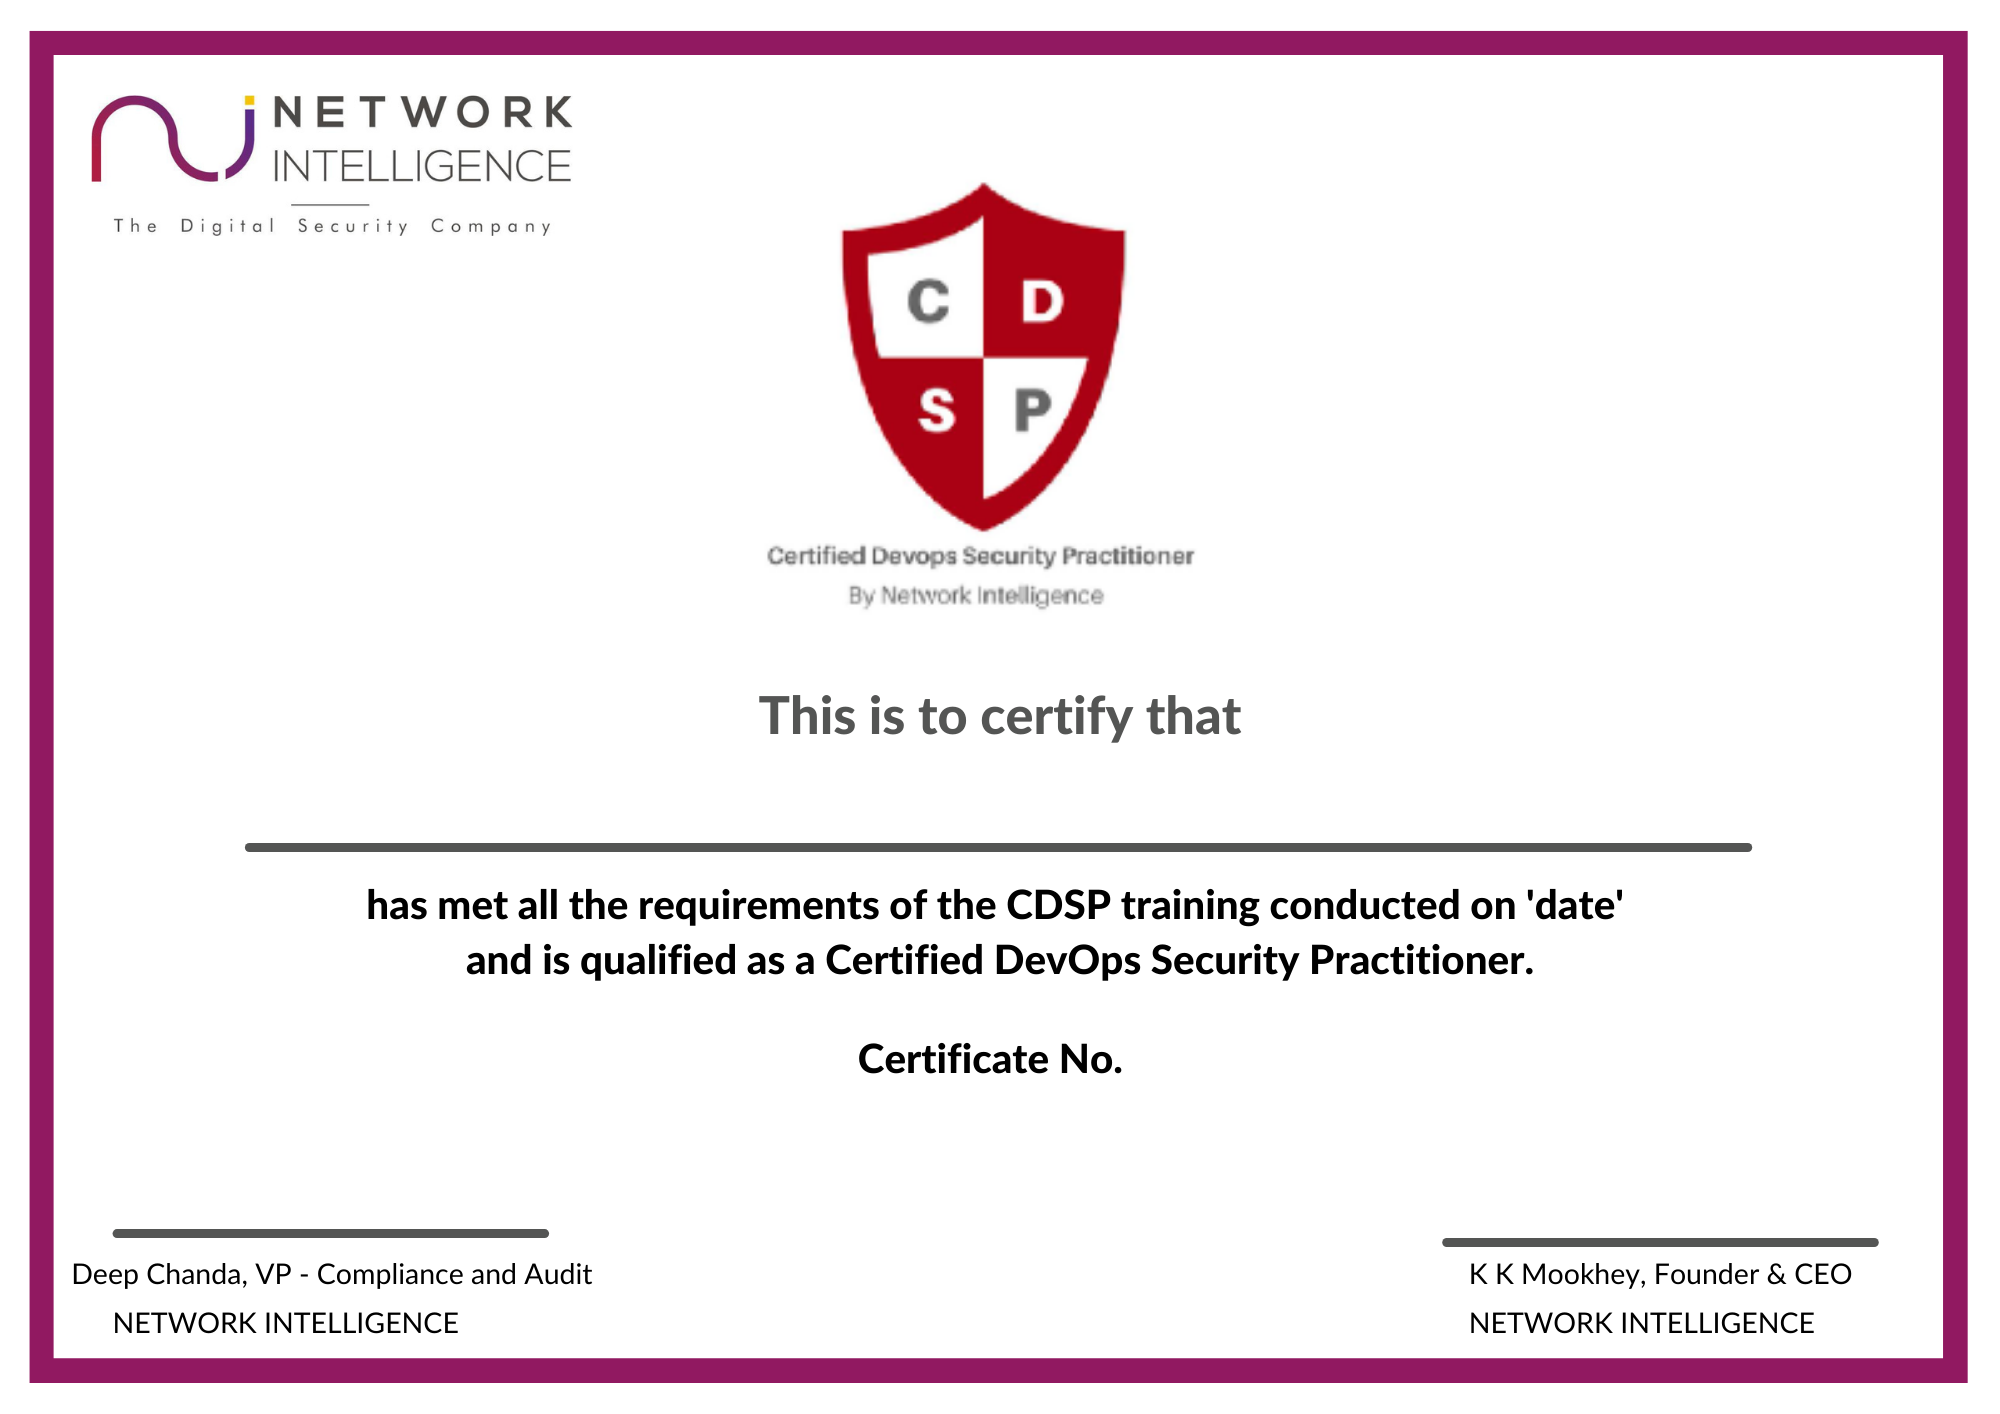 NETWORK
INTELLIGENCE
The Digital Security Company
C D
S P
Certified Devops Security Practitioner
By Network Intelligence
This is to certify that
has met all the requirements of the CDSP training conducted on 'date'
and is qualified as a Certified DevOps Security Practitioner.
Certificate No.
Deep Chanda, VP - Compliance and Audit
NETWORK INTELLIGENCE
K K Mookhey, Founder & CEO
NETWORK INTELLIGENCE